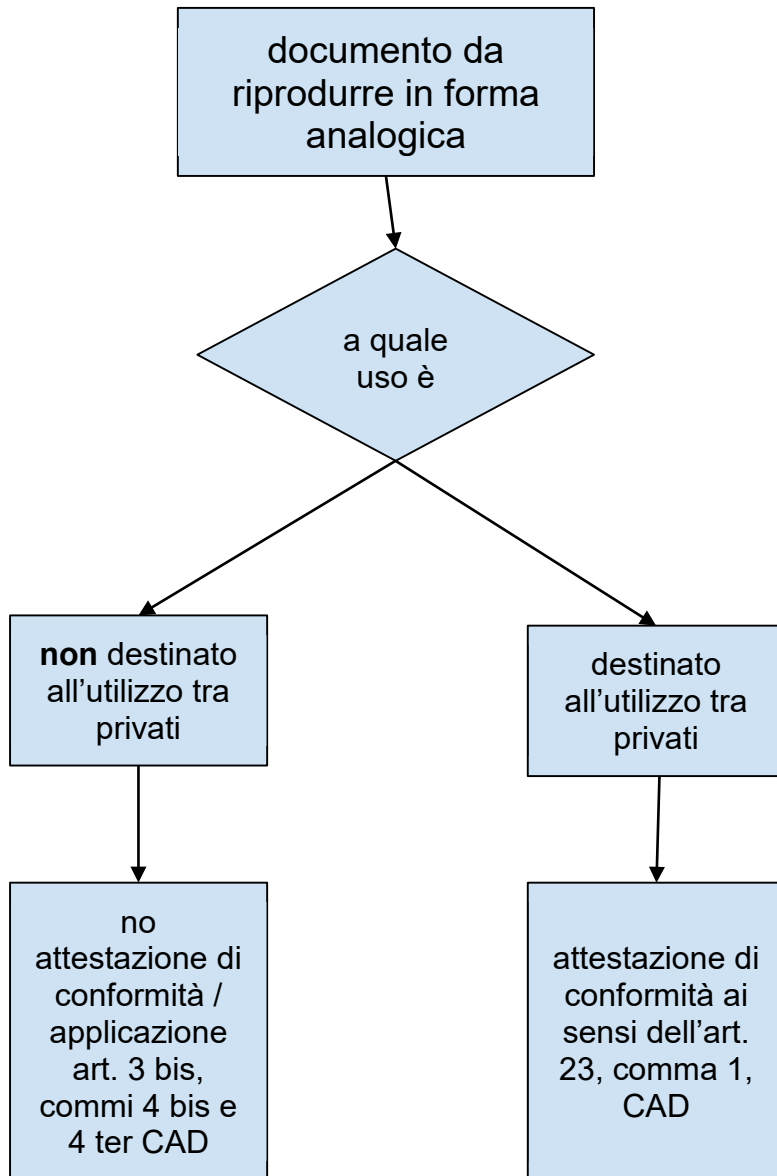 documento da
riprodurre in forma
analogica
a quale
uso è
non destinato
all'utilizzo tra
privati
destinato
all'utilizzo tra
privati
no
attestazione di
conformità /
applicazione
art. 3 bis,
commi 4 bis e
4 ter CAD
attestazione di
conformità ai
sensi dell'art.
23, comma 1,
CAD